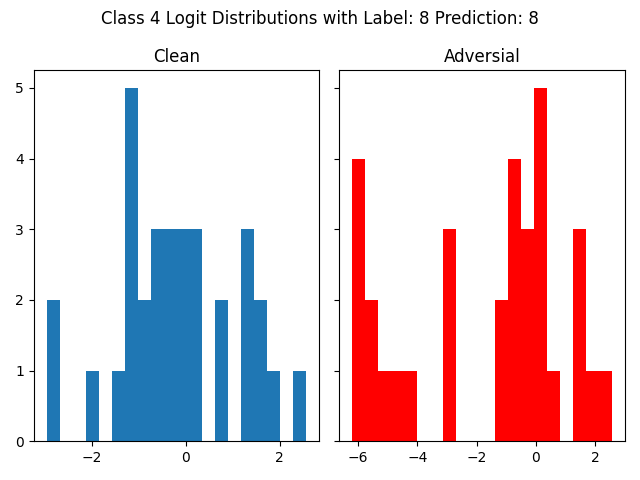 Class 4 Logit Distributions with Label: 8 Prediction: 8
Clean
Adversial
5
4
3
2
1
0
−2 0 2
−6 −4 −2 0 2